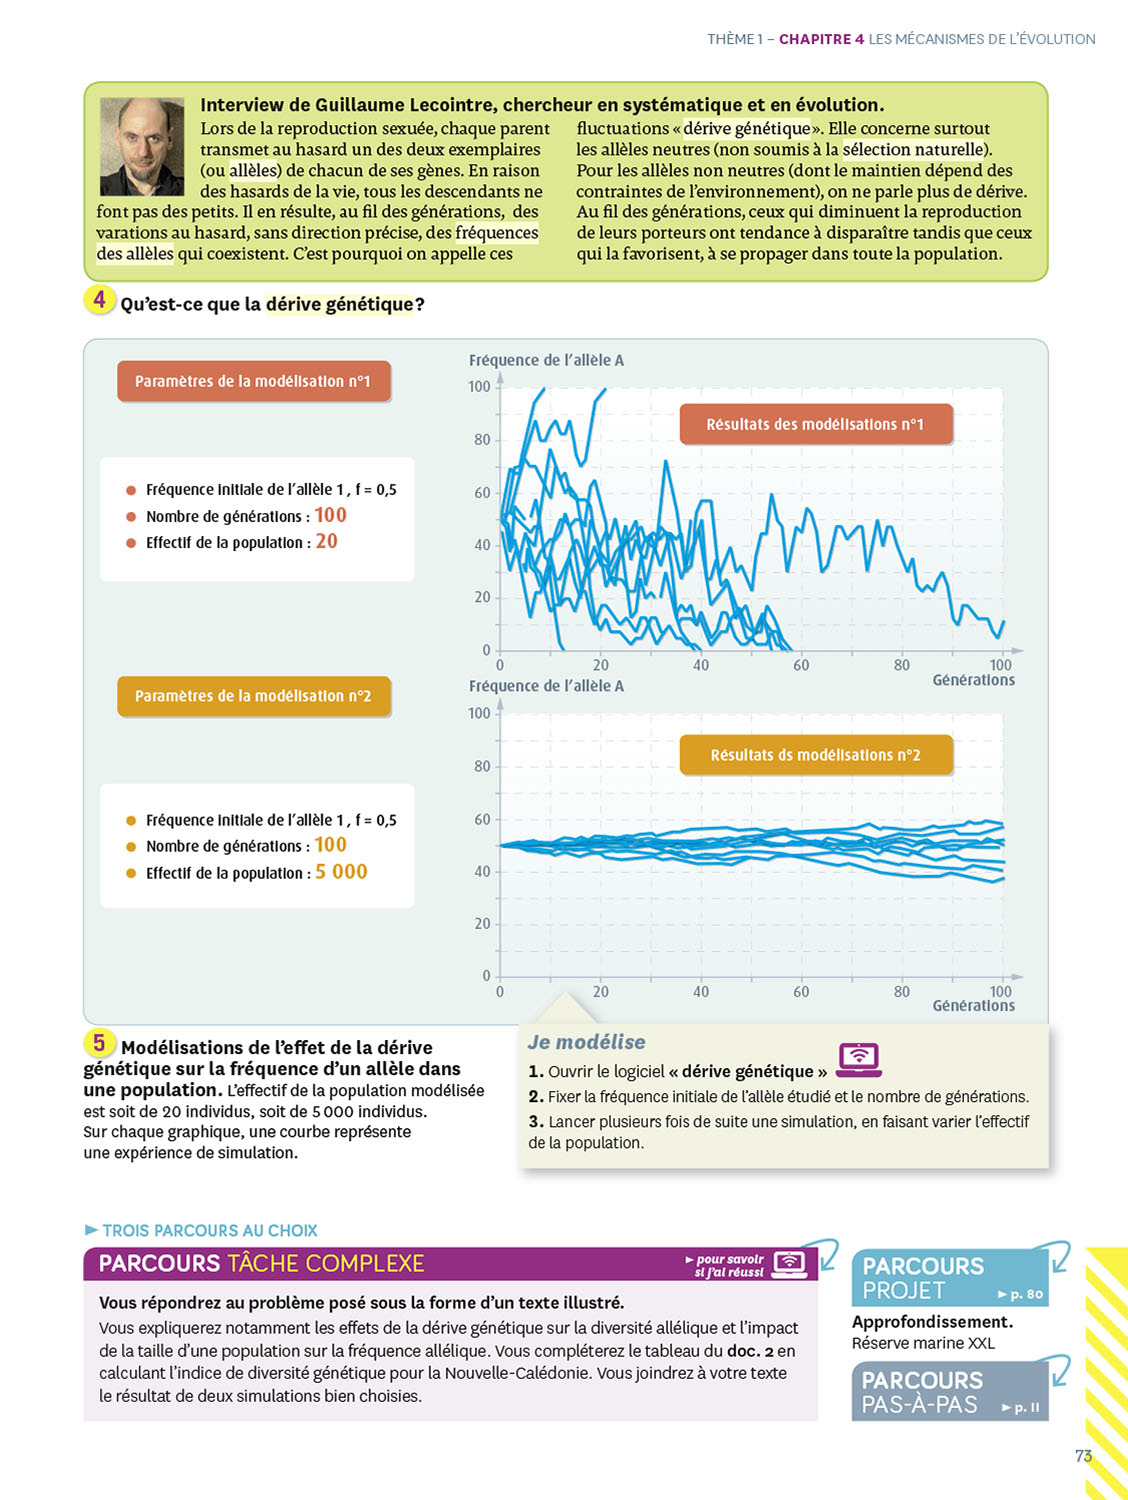 THÈME 1 – CHAPITRE 4 LES MÉCANISMES DE L'ÉVOLUTION
Interview de Guillaume Lecointre, chercheur en systématique et en évolution.
Lors de la reproduction sexuée, chaque parent
transmet au hasard un des deux exemplaires
(ou allèles) de chacun de ses gènes. En raison
des hasards de la vie, tous les descendants ne
font pas des petits. Il en résulte, au fil des générations, des
varations au hasard, sans direction précise, des fréquences
des allèles qui coexistent. C'est pourquoi on appelle ces
fluctuations « dérive génétique ». Elle concerne surtout
les allèles neutres (non soumis à la sélection naturelle).
Pour les allèles non neutres (dont le maintien dépend des
contraintes de l'environnement), on ne parle plus de dérive.
Au fil des générations, ceux qui diminuent la reproduction
de leurs porteurs ont tendance à disparaître tandis que ceux
qui la favorisent, à se propager dans toute la population.
4 Qu'est-ce que la dérive génétique ?
Paramètres de la modélisation n°1
Fréquence initiale de l'allèle 1 , f = 0,5
Nombre de générations : 100
Effectif de la population : 20
Fréquence de l'allèle A
Résultats des modélisations n°1
100
80
60
40
20
0
0 20 40 60 80 100
Générations
Paramètres de la modélisation n°2
Fréquence initiale de l'allèle 1 , f = 0,5
Nombre de générations : 100
Effectif de la population : 5 000
Fréquence de l'allèle A
Résultats ds modélisations n°2
100
80
60
40
20
0
0 20 40 60 80 100
Générations
5 Modélisations de l'effet de la dérive
génétique sur la fréquence d'un allèle dans
une population. L'effectif de la population modélisée
est soit de 20 individus, soit de 5 000 individus.
Sur chaque graphique, une courbe représente
une expérience de simulation.
Je modélise
1. Ouvrir le logiciel « dérive génétique »
2. Fixer la fréquence initiale de l'allèle étudié et le nombre de générations.
3. Lancer plusieurs fois de suite une simulation, en faisant varier l'effectif
de la population.
TROIS PARCOURS AU CHOIX
PARCOURS TÂCHE COMPLEXE
pour savoir
si j'ai réussi
Vous répondrez au problème posé sous la forme d'un texte illustré.
Vous expliquerez notamment les effets de la dérive génétique sur la diversité allélique et l'impact
de la taille d'une population sur la fréquence allélique. Vous compléterez le tableau du doc. 2 en
calculant l'indice de diversité génétique pour la Nouvelle-Calédonie. Vous joindrez à votre texte
le résultat de deux simulations bien choisies.
PARCOURS
PROJET p. 80
Approfondissement.
Réserve marine XXL
PARCOURS
PAS-À-PAS p. II
73